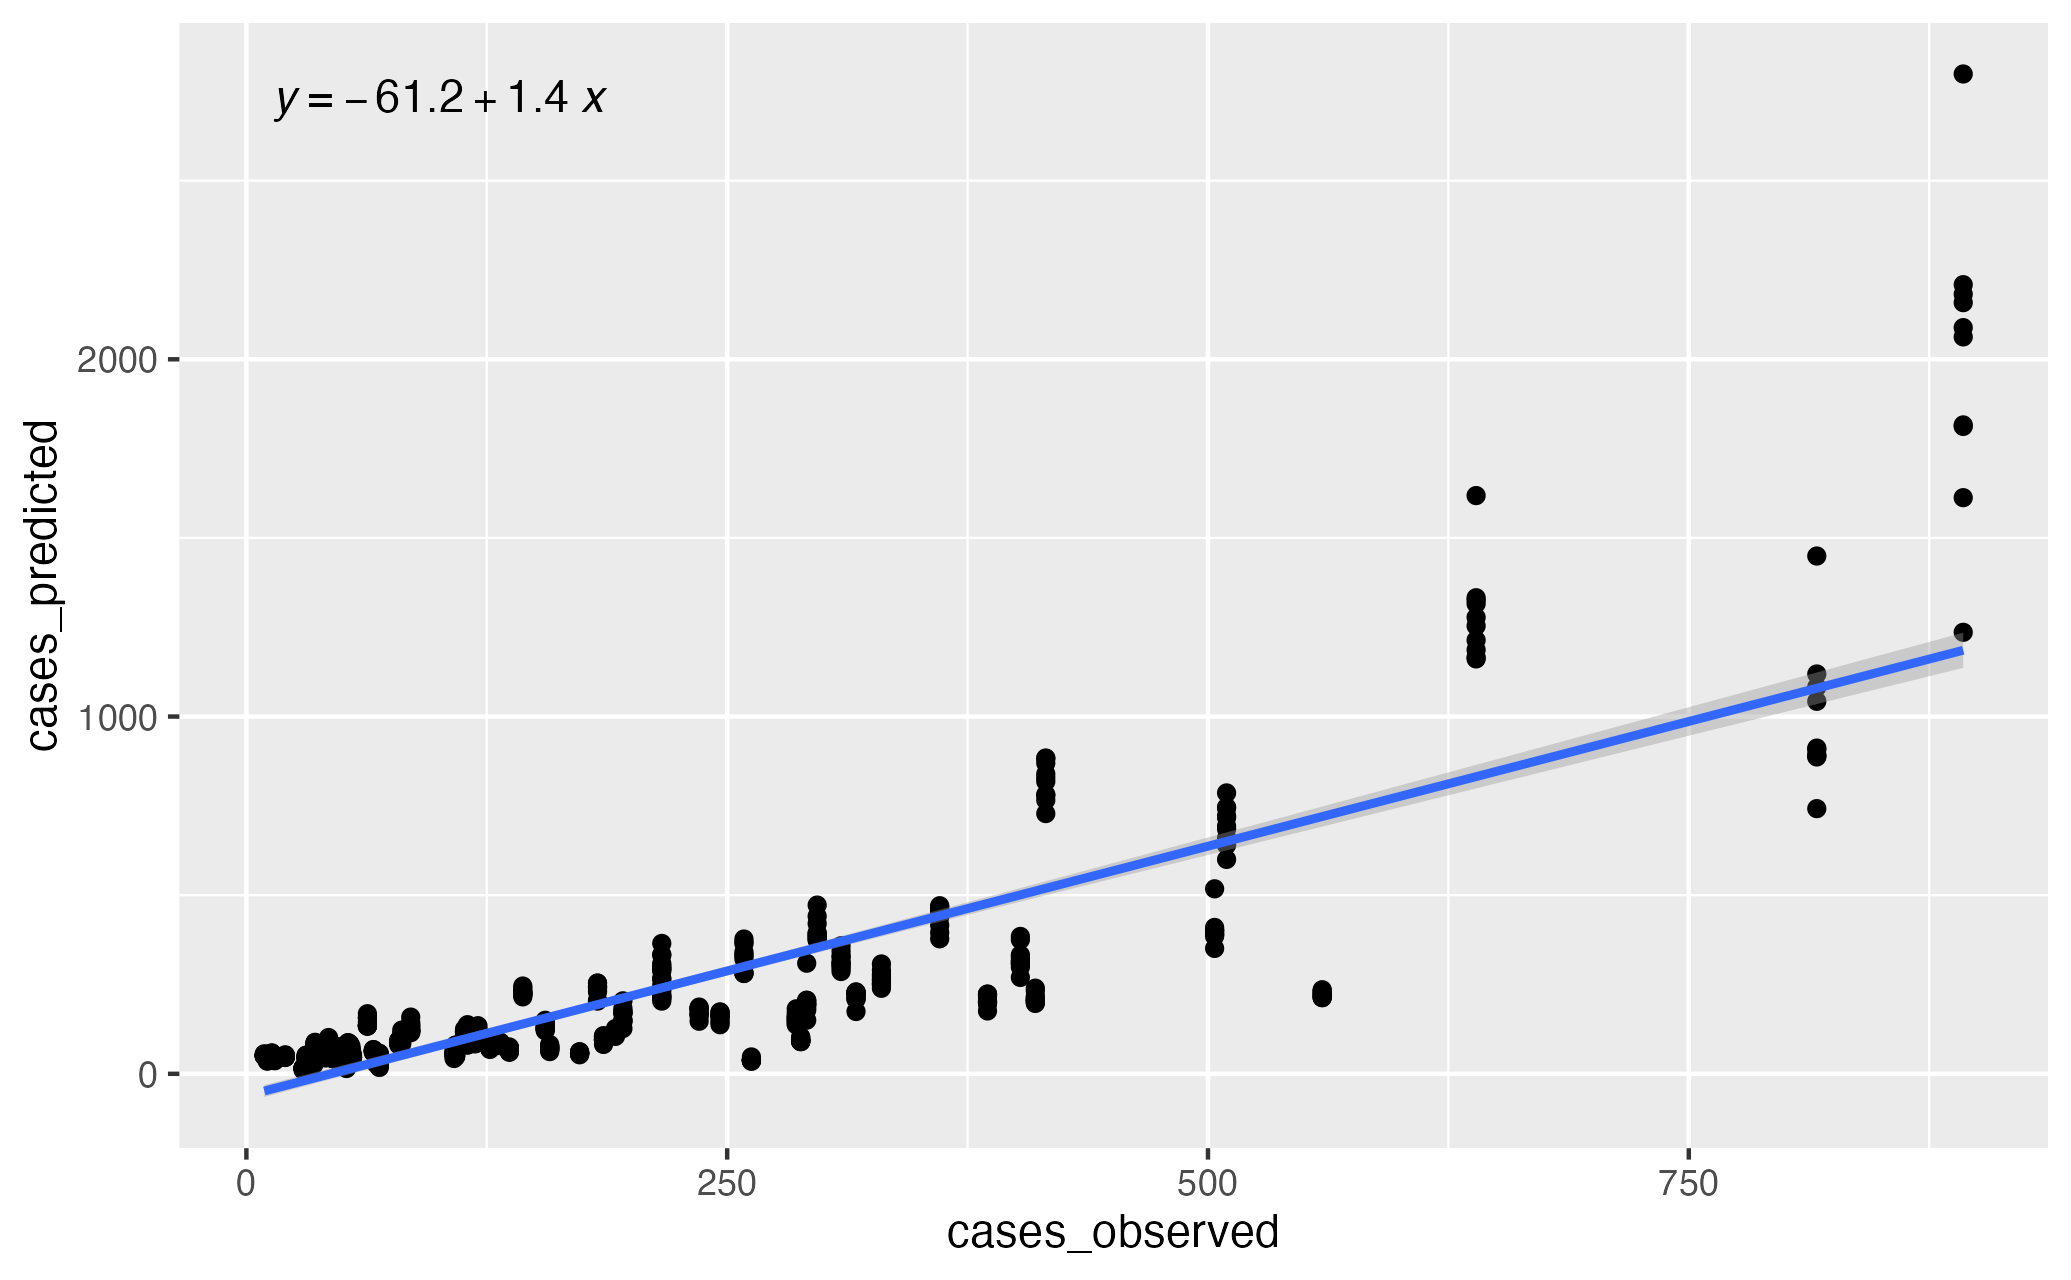 y = −61.2 + 1.4 x
cases_predicted
2000
1000
0
0 250 500 750
cases_observed